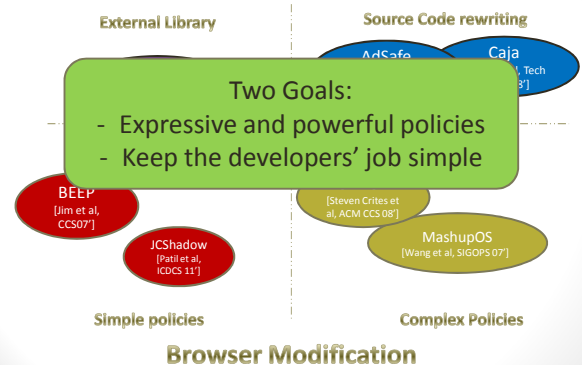 External Library
Source Code rewriting
AdSafe
Caja
, Tech
8']
Two Goals:
- Expressive and powerful policies
- Keep the developers' job simple
BEEP
[Jim et al,
CCS07']
[Steven Crites et
al, ACM CCS 08']
JCShadow
[Patil et al,
ICDCS 11']
MashupOS
[Wang et al, SIGOPS 07']
Simple policies
Complex Policies
Browser Modification